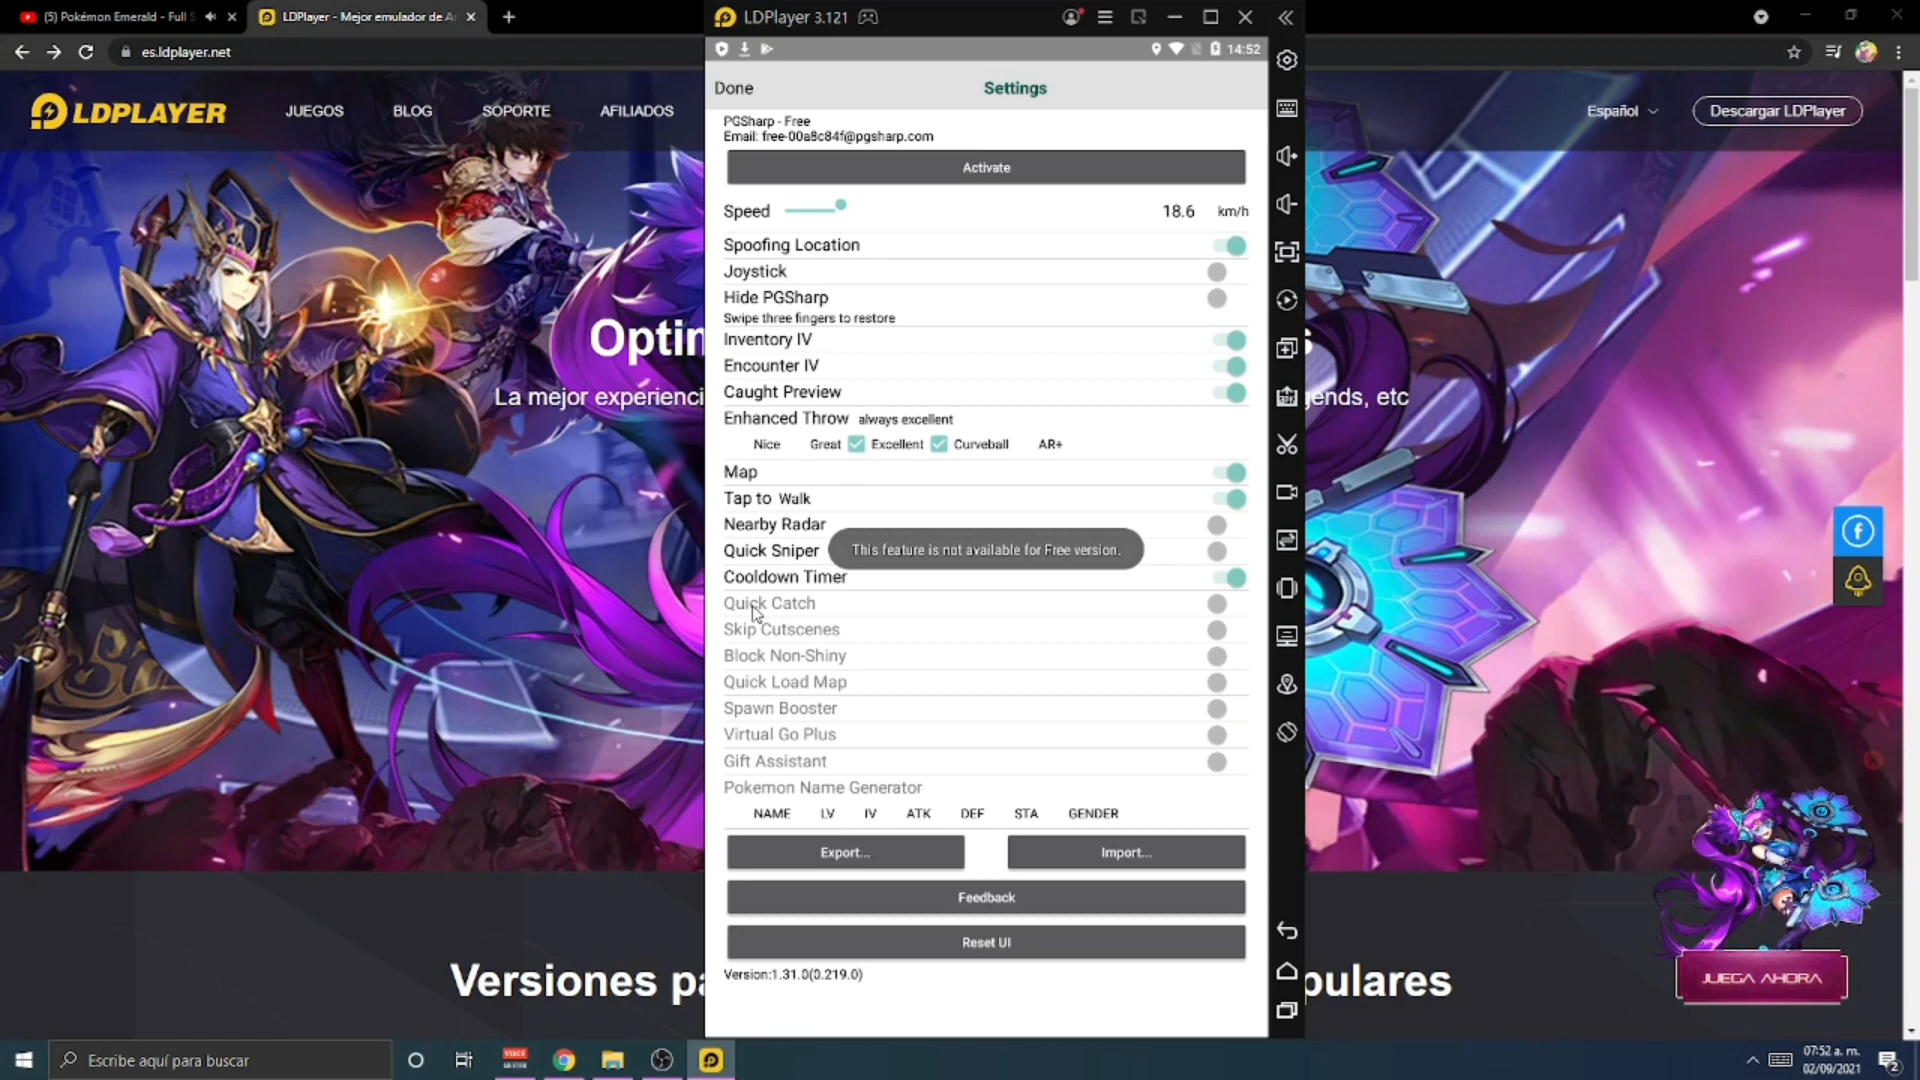 (5) Pokémon Emerald - Full S
LDPlayer - Mejor emulador de An
es.ldplayer.net
LDPLAYER
JUEGOS
BLOG
SOPORTE
AFILIADOS
Español
Descargar LDPlayer
Optim
La mejor experienci
s
gends, etc
LDPlayer 3.121
14:52
Done
Settings
PGSharp - Free
Email: free-00a8c84f@pgsharp.com
Activate
Speed
18.6
km/h
Spoofing Location
Joystick
Hide PGSharp
Swipe three fingers to restore
Inventory IV
Encounter IV
Caught Preview
Enhanced Throw always excellent
Nice Great Excellent Curveball AR+
Map
Tap to Walk
Nearby Radar
Quick Sniper
This feature is not available for Free version.
Cooldown Timer
Quick Catch
Skip Cutscenes
Block Non-Shiny
Quick Load Map
Spawn Booster
Virtual Go Plus
Gift Assistant
Pokemon Name Generator
NAME LV IV ATK DEF STA GENDER
Export...
Import...
Feedback
Reset UI
Version:1.31.0(0.219.0)
Versiones pa
pulares
JUEGA AHORA
Escribe aquí para buscar
07:52 a. m.
02/09/2021
2